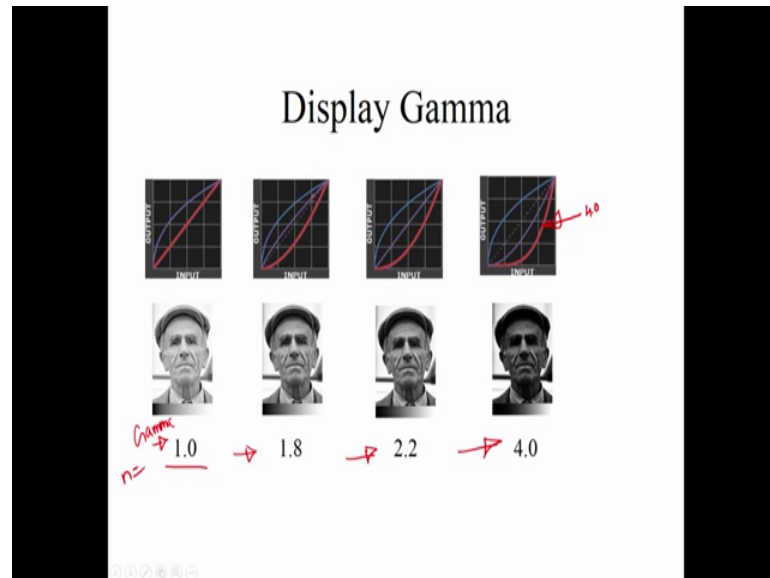 Display Gamma
OUTPUT OUTPUT OUTPUT OUTPUT
INPUT INPUT INPUT INPUT
4.0
Gamma
1.0 1.8 2.2 4.0
n=